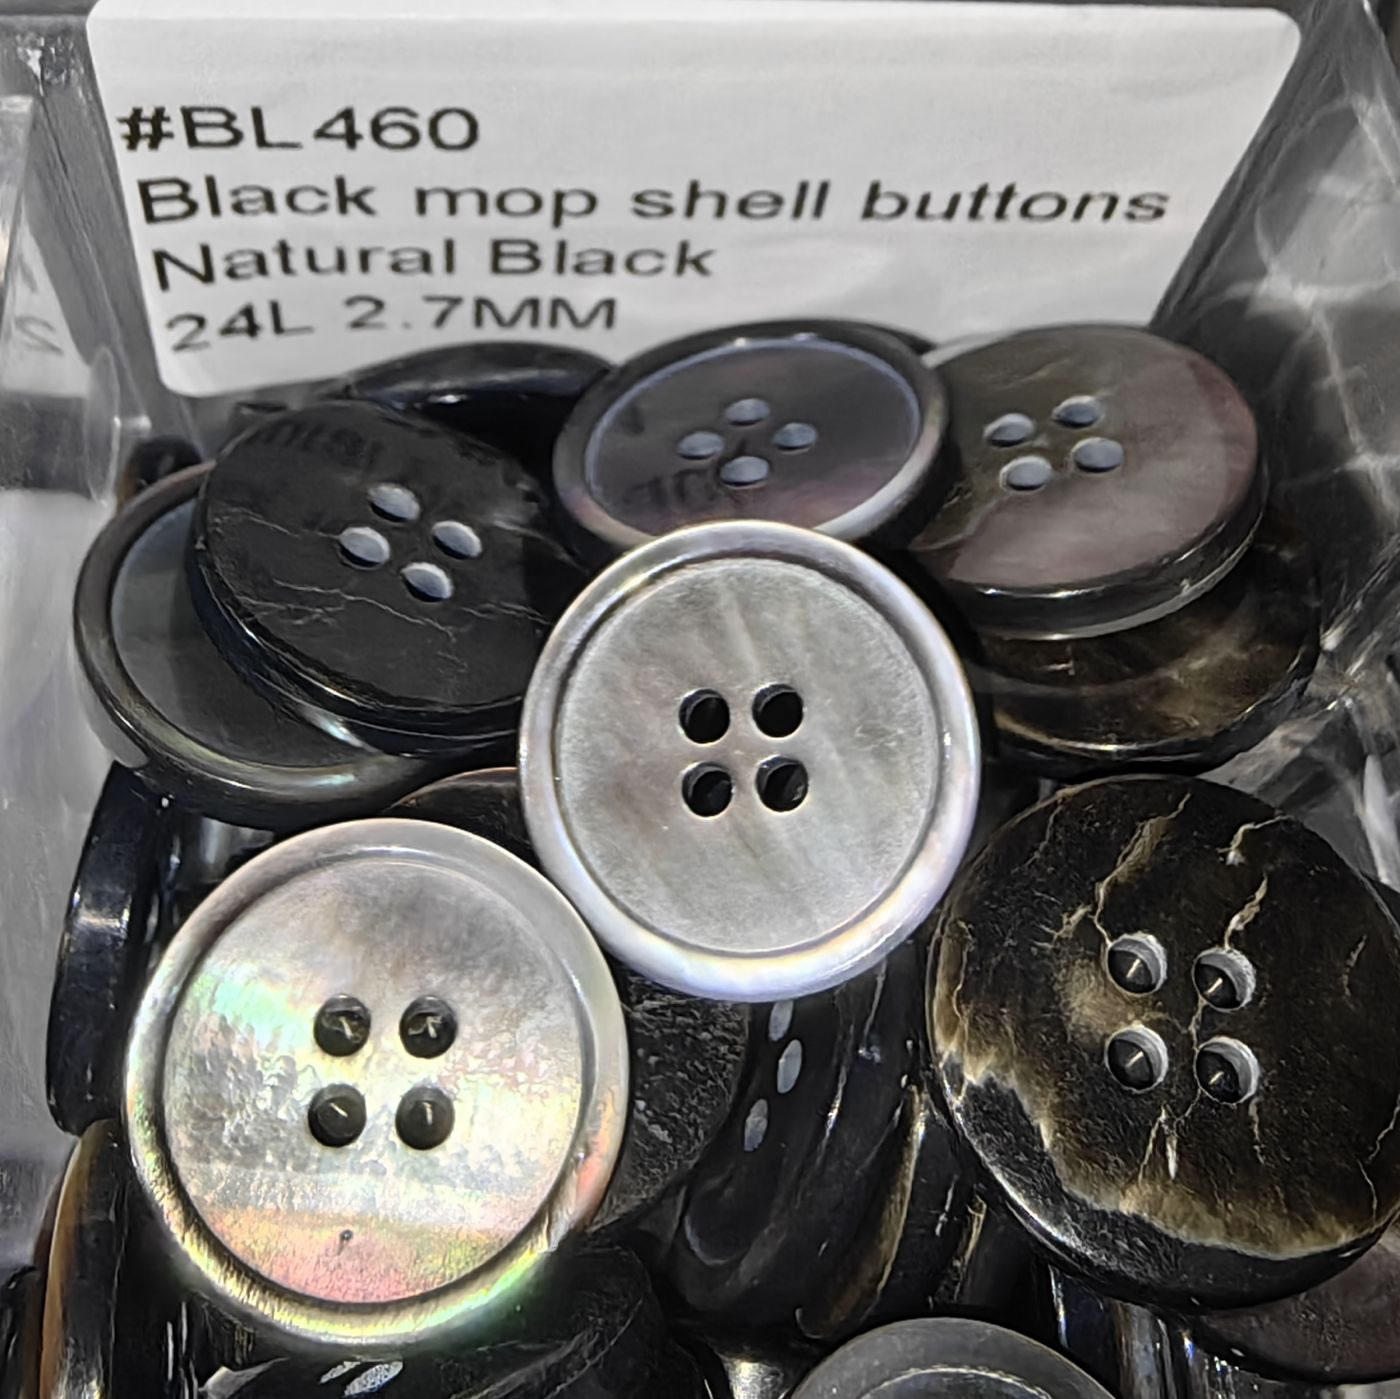 #BL460
Black mop shell buttons
Natural Black
24L 2.7MM